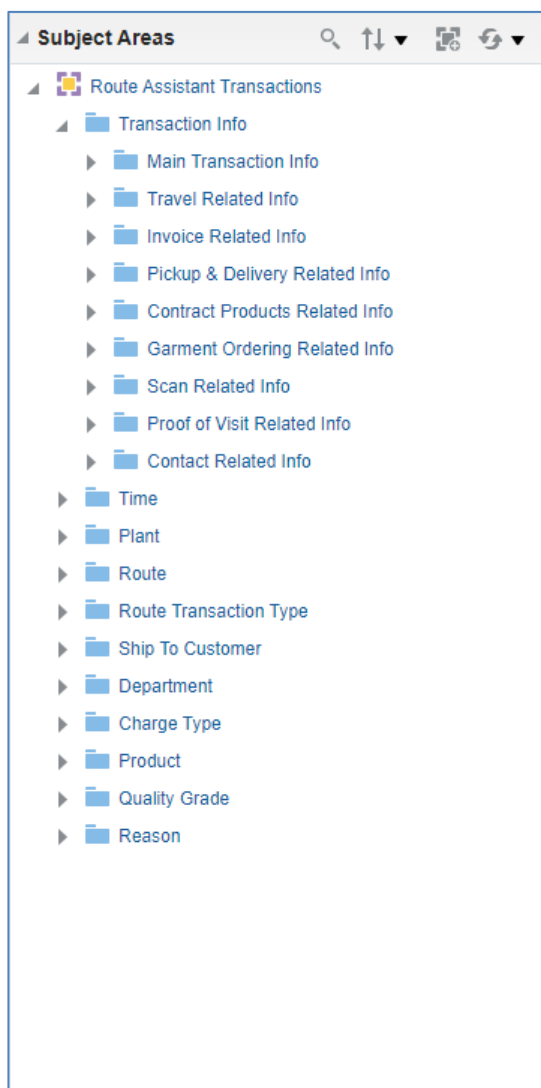 Subject Areas
Route Assistant Transactions
Transaction Info
Main Transaction Info
Travel Related Info
Invoice Related Info
Pickup & Delivery Related Info
Contract Products Related Info
Garment Ordering Related Info
Scan Related Info
Proof of Visit Related Info
Contact Related Info
Time
Plant
Route
Route Transaction Type
Ship To Customer
Department
Charge Type
Product
Quality Grade
Reason